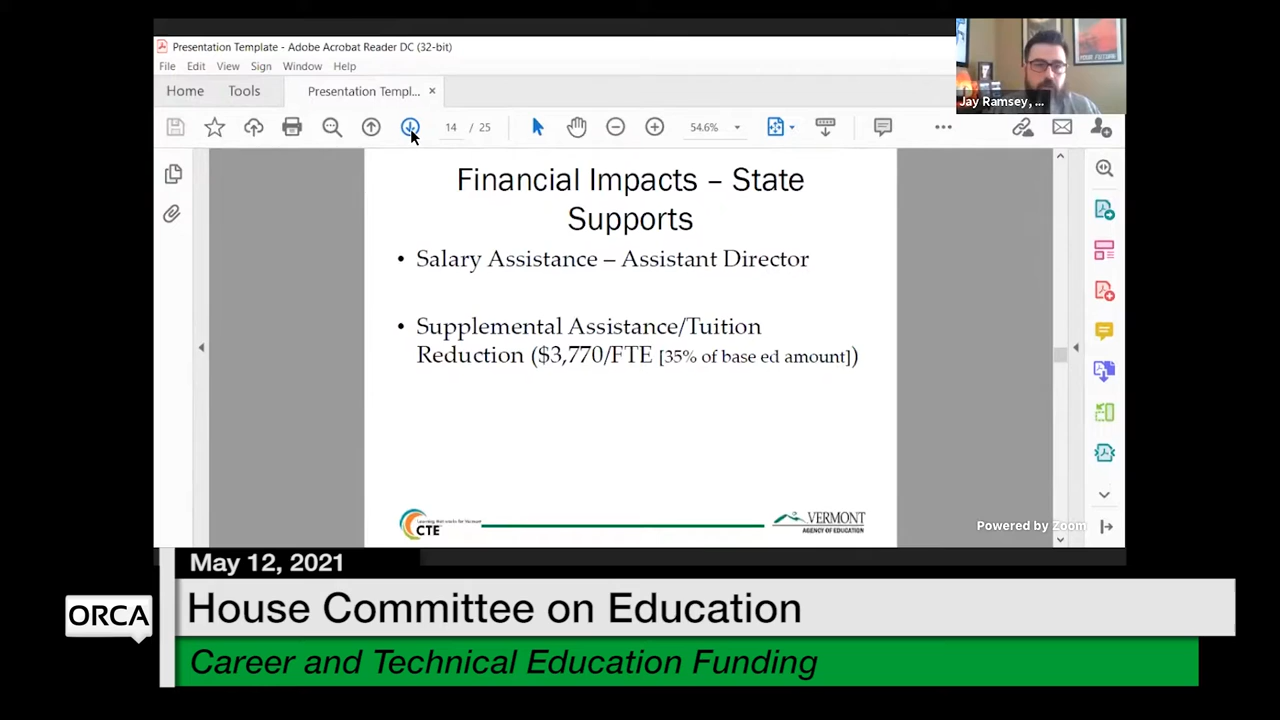 Presentation Template - Adobe Acrobat Reader DC (32-bit)
File Edit View Sign Window Help
Home Tools Presentation Templ... ×
14 / 25 54.6%
Jay Ramsey, ...
Financial Impacts – State
Supports
• Salary Assistance – Assistant Director
• Supplemental Assistance/Tuition
Reduction ($3,770/FTE [35% of base ed amount])
CTE
VERMONT
AGENCY OF EDUCATION
Powered by Zoom
May 12, 2021
ORCA
House Committee on Education
Career and Technical Education Funding